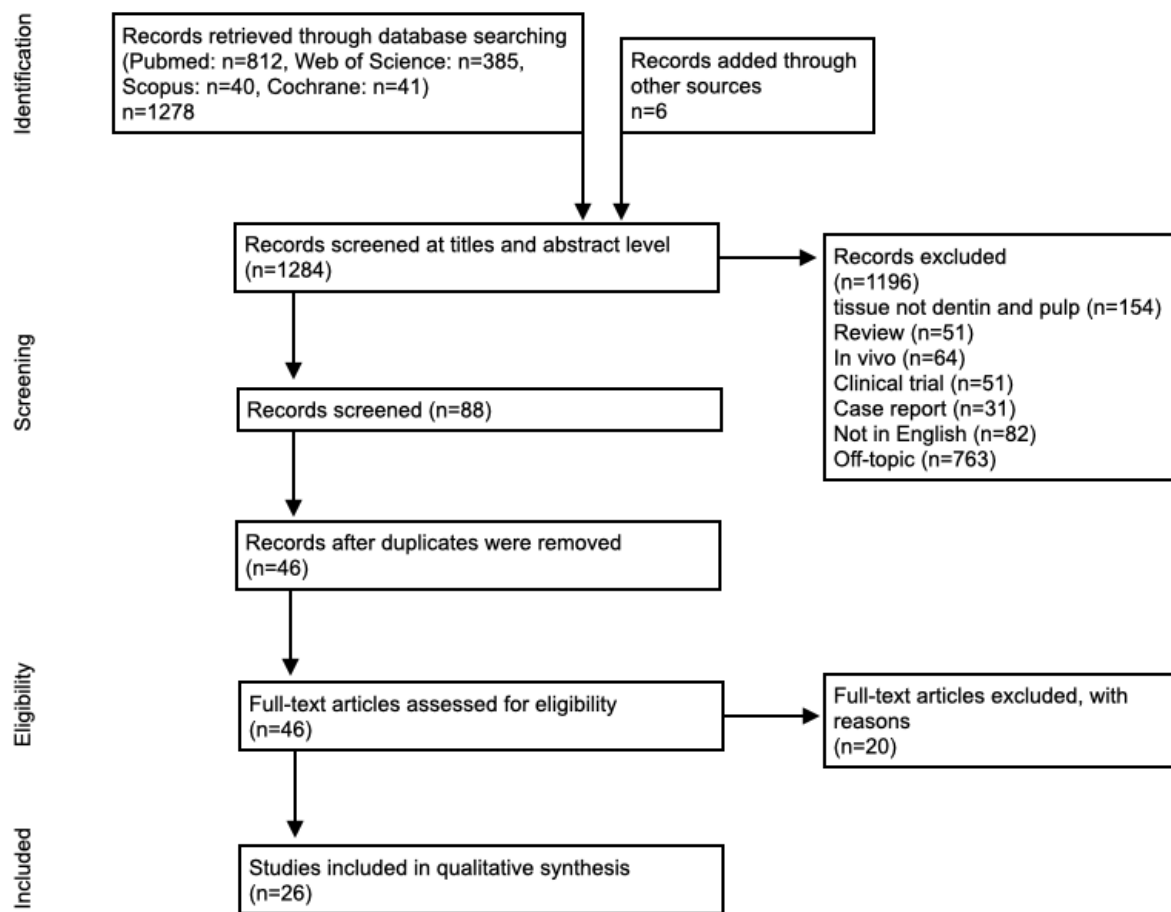 Identification
Records retrieved through database searching
(Pubmed: n=812, Web of Science: n=385,
Scopus: n=40, Cochrane: n=41)
n=1278
Records added through
other sources
n=6
Screening
Records screened at titles and abstract level
(n=1284)
Records excluded
(n=1196)
tissue not dentin and pulp (n=154)
Review (n=51)
In vivo (n=64)
Clinical trial (n=51)
Case report (n=31)
Not in English (n=82)
Off-topic (n=763)
Records screened (n=88)
Records after duplicates were removed
(n=46)
Eligibility
Full-text articles assessed for eligibility
(n=46)
Full-text articles excluded, with
reasons
(n=20)
Included
Studies included in qualitative synthesis
(n=26)